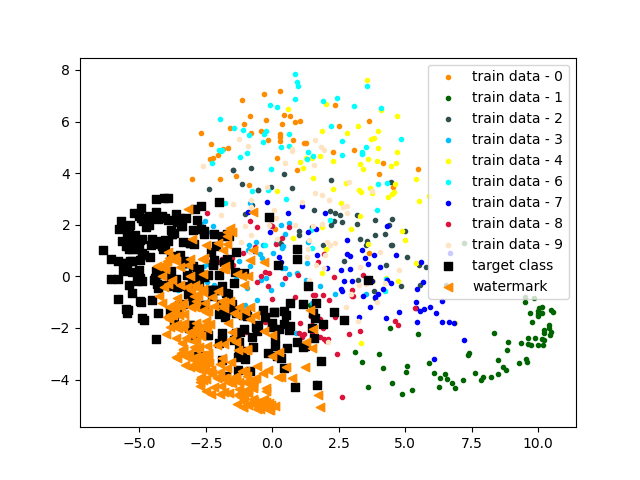 8
6
4
2
0
−2
−4
−5.0
−2.5
0.0
2.5
5.0
7.5
10.0
train data - 0
train data - 1
train data - 2
train data - 3
train data - 4
train data - 6
train data - 7
train data - 8
train data - 9
target class
watermark